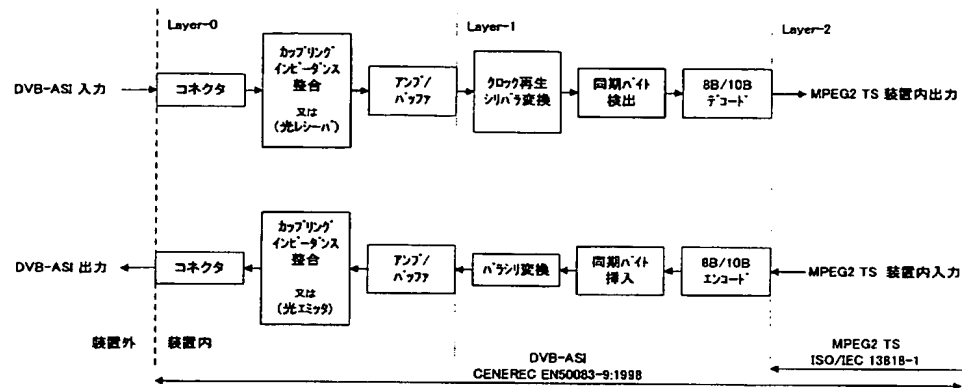 Layer-0
Layer-1
Layer-2
DVB-ASI 入力
コネクタ
カップリング
インピーダンス
整合
又は
(光レシーバ)
アンプ/
バッファ
クロック再生
シリパラ変換
同期バイト
検出
8B/10B
デコード
MPEG2 TS 装置内出力
DVB-ASI 出力
コネクタ
カップリング
インピーダンス
整合
又は
(光エミッタ)
アンプ/
バッファ
パラシリ変換
同期バイト
挿入
8B/10B
エンコード
MPEG2 TS 装置内入力
装置外
装置内
DVB-ASI
CENEREC EN50083-9:1998
MPEG2 TS
ISO/IEC 13818-1